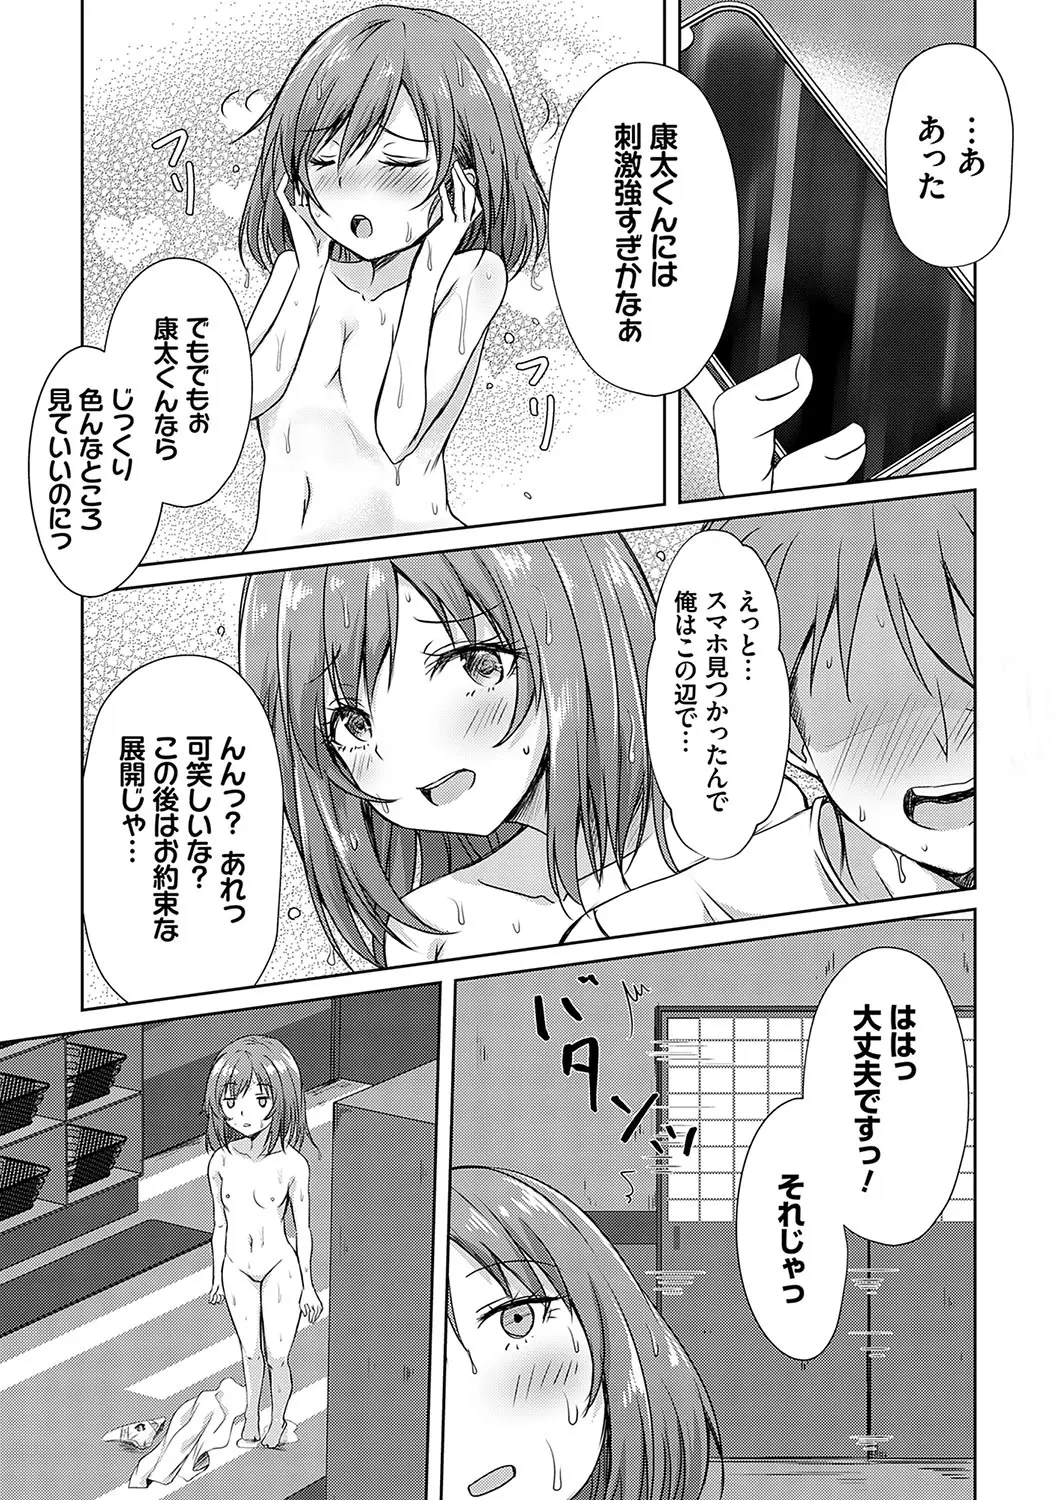 …あ
あった
康太くんには
刺激強すぎかなぁ
フリ
フリ
でもでもぉ
康太くんなら
じっくり
色んなところ
見ていいのにっ
えっと…
スマホ見つかったんで
俺はこの辺で…
んんっ？ あれっ
可笑しいな？
この後はお約束な
展開じゃ…
ははっ
大丈夫ですっ！
それじゃっ
バタンッ